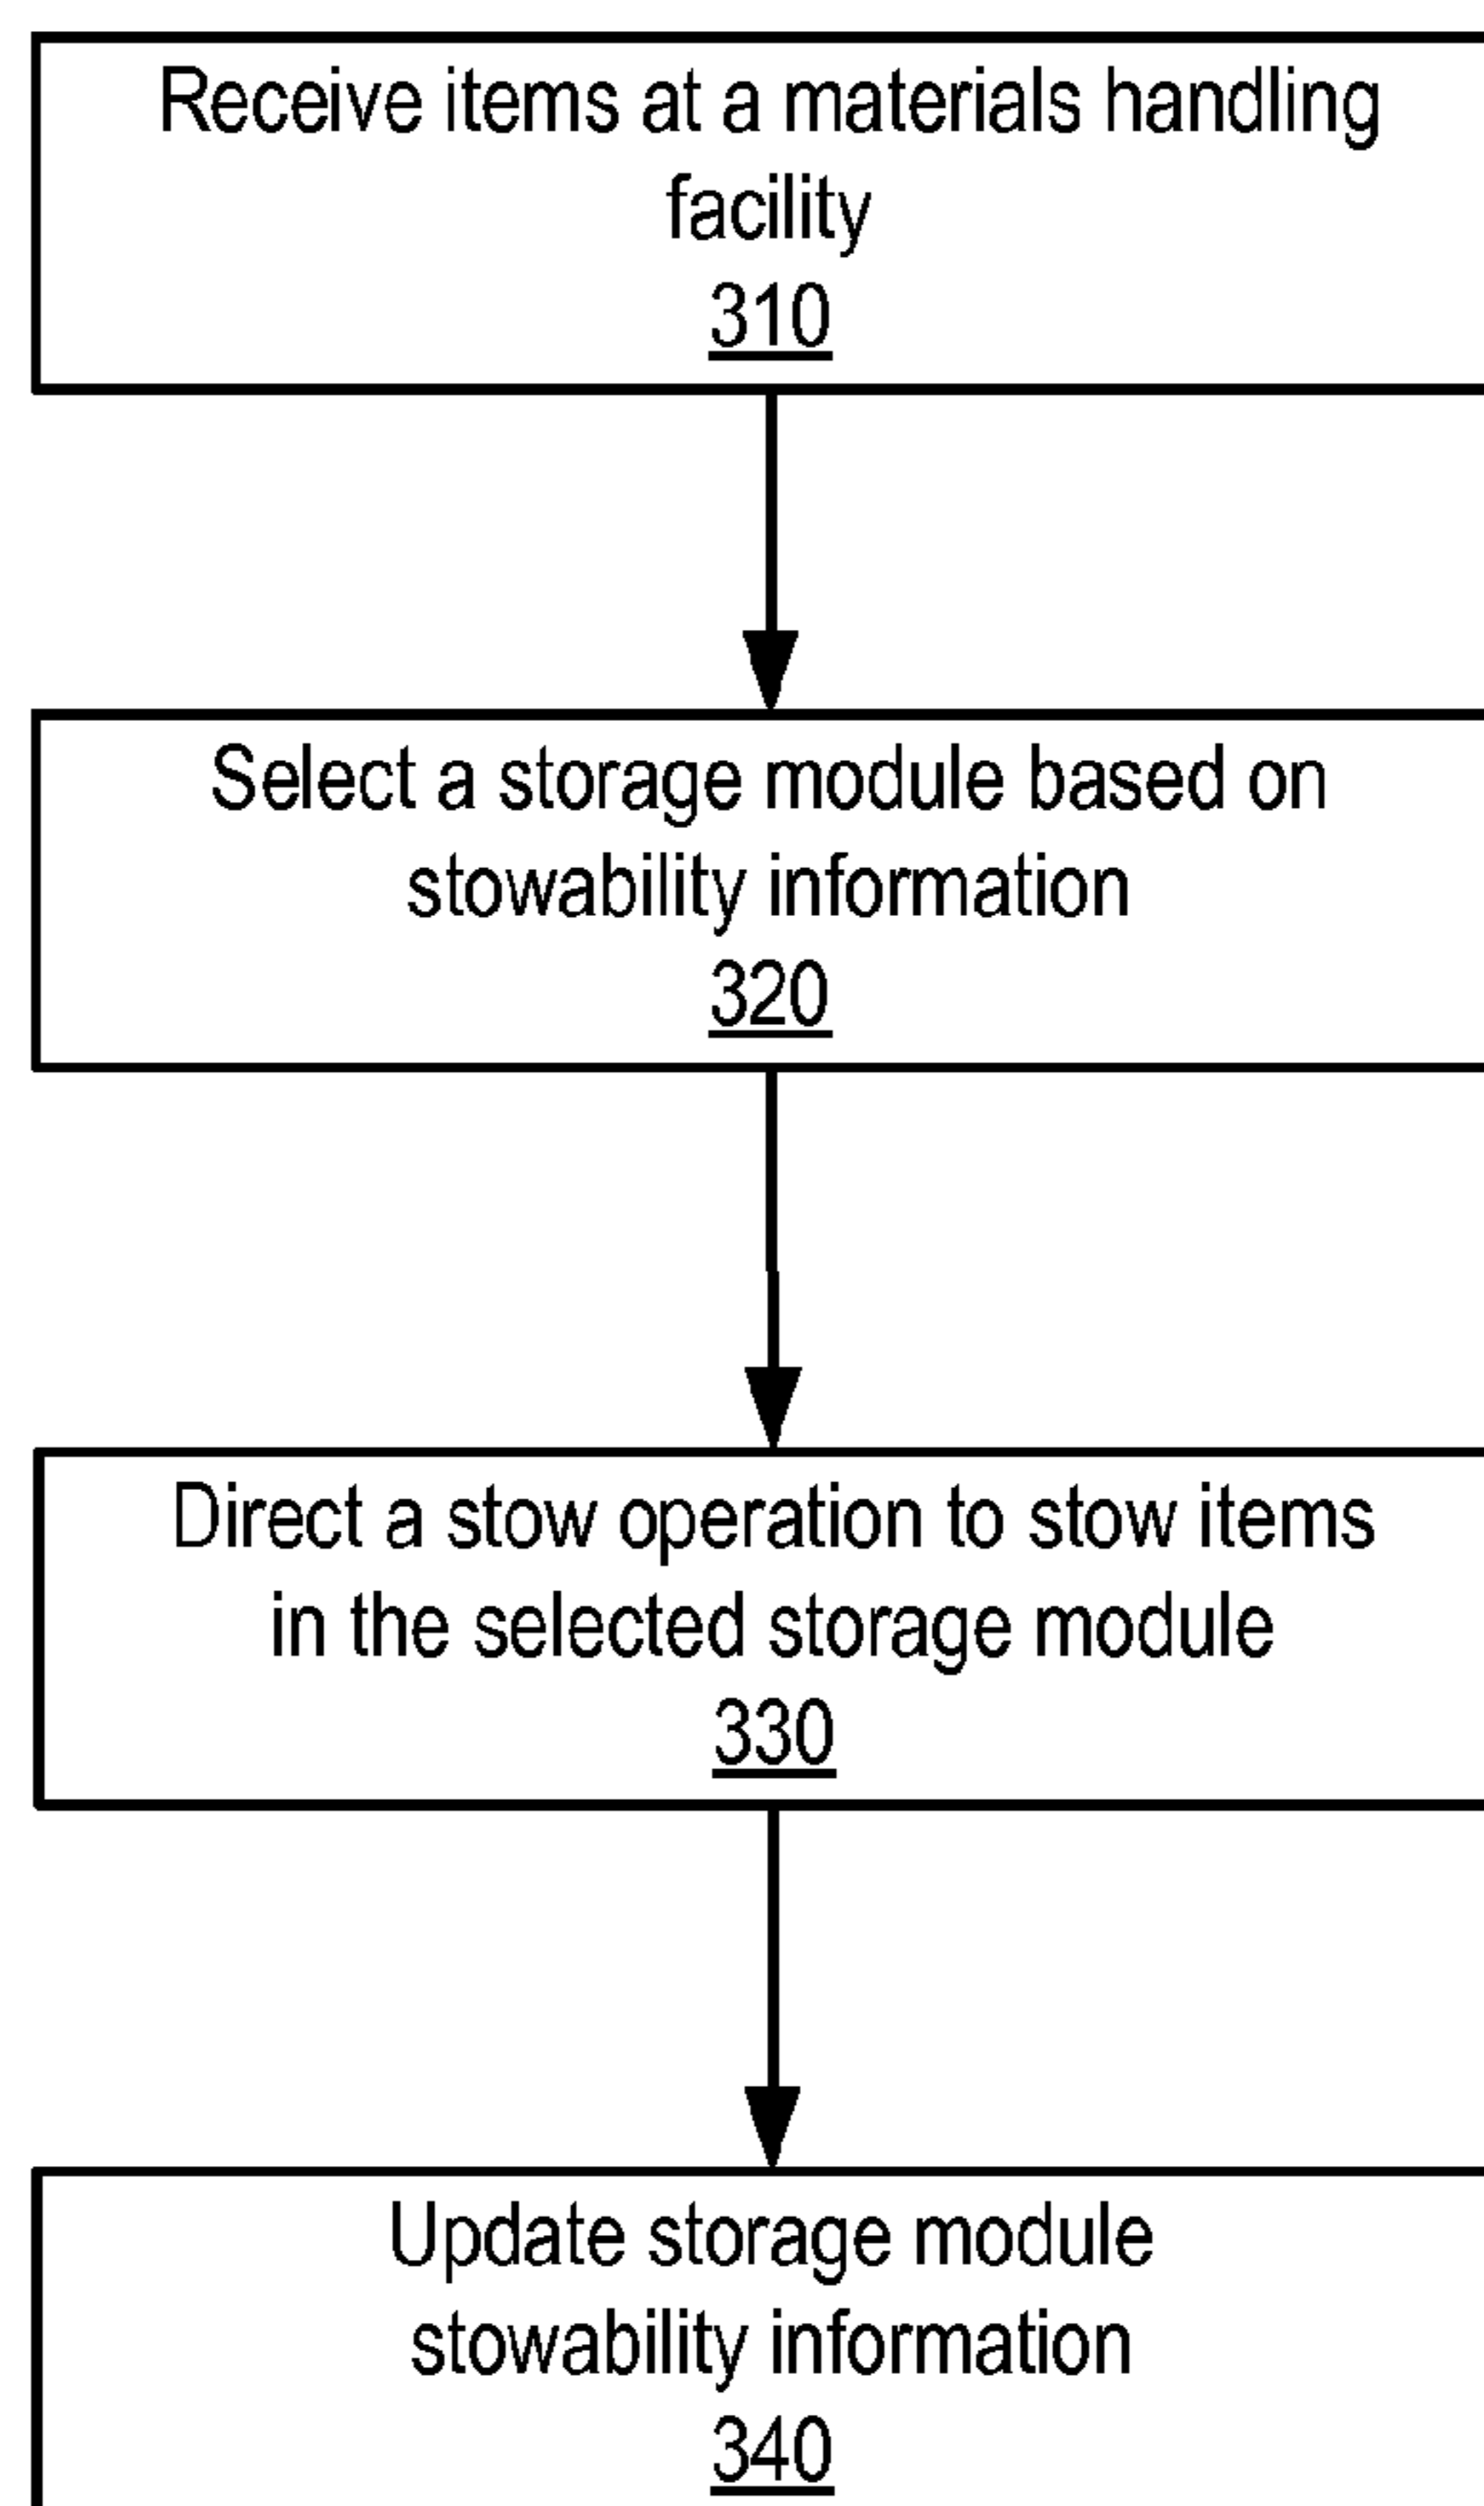 Receive items at a materials handling
facility
310
Select a storage module based on
stowability information
320
Direct a stow operation to stow items
in the selected storage module
330
Update storage module
stowability information
340